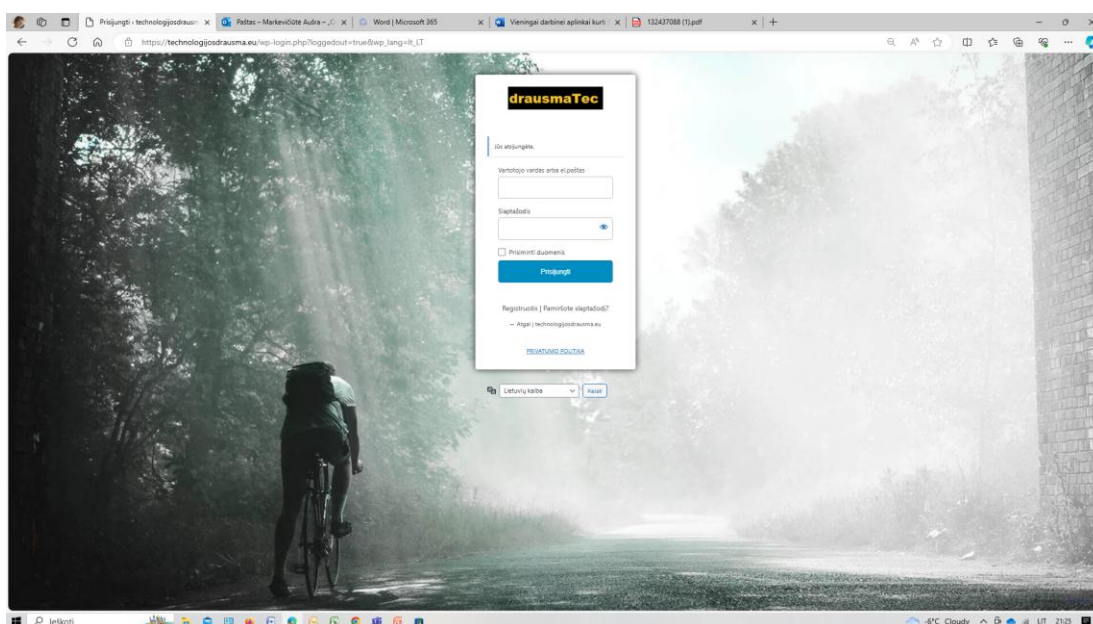 Prisijungti ‹ technologijosdrausm
Paštas – Markevičiūtė Aušra – „O
Word | Microsoft 365
Vieningai darbinei aplinkai kurti
132437088 (1).pdf
https://technologijosdrausma.eu/wp-login.php?loggedout=true&wp_lang=lt_LT
drausmaTec
Jūs atsijungėte.
Vartotojo vardas arba el.paštas
Slaptažodis
Prisiminti duomenis
Prisijungti
Registruotis | Pamiršote slaptažodį?
← Atgal į technologijosdrausma.eu
PRIVATUMO POLITIKA
Lietuvių kalba
Keisti
Ieškoti
-6°C Cloudy
LIT
21:25